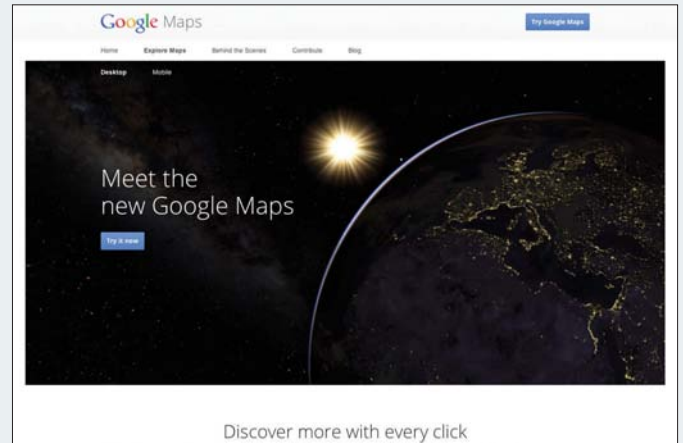 Google Maps
Try Google Maps
Home Explore Maps Behind the Scenes Contribute Blog
Desktop Mobile
Meet the
new Google Maps
Try it now
Discover more with every click